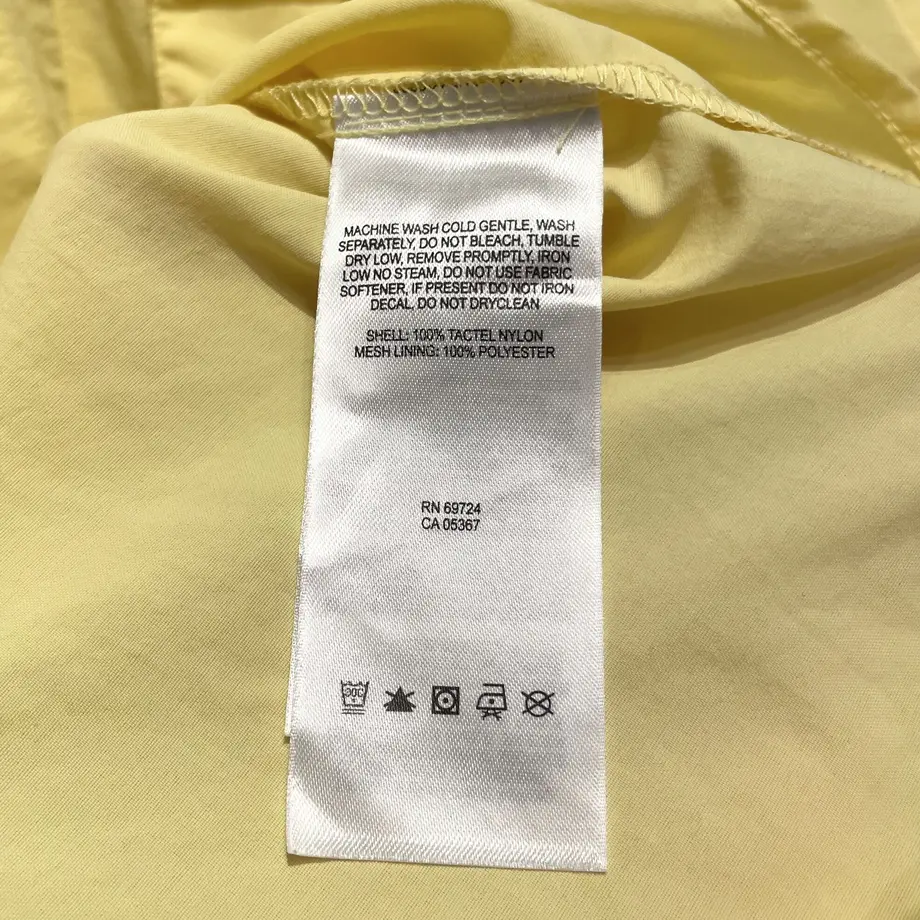 MACHINE WASH COLD GENTLE, WASH
SEPARATELY, DO NOT BLEACH, TUMBLE
DRY LOW, REMOVE PROMPTLY, IRON
LOW NO STEAM, DO NOT USE FABRIC
SOFTENER, IF PRESENT DO NOT IRON
DECAL, DO NOT DRYCLEAN
SHELL: 100% TACTEL NYLON
MESH LINING: 100% POLYESTER
RN 69724
CA 05367
30C